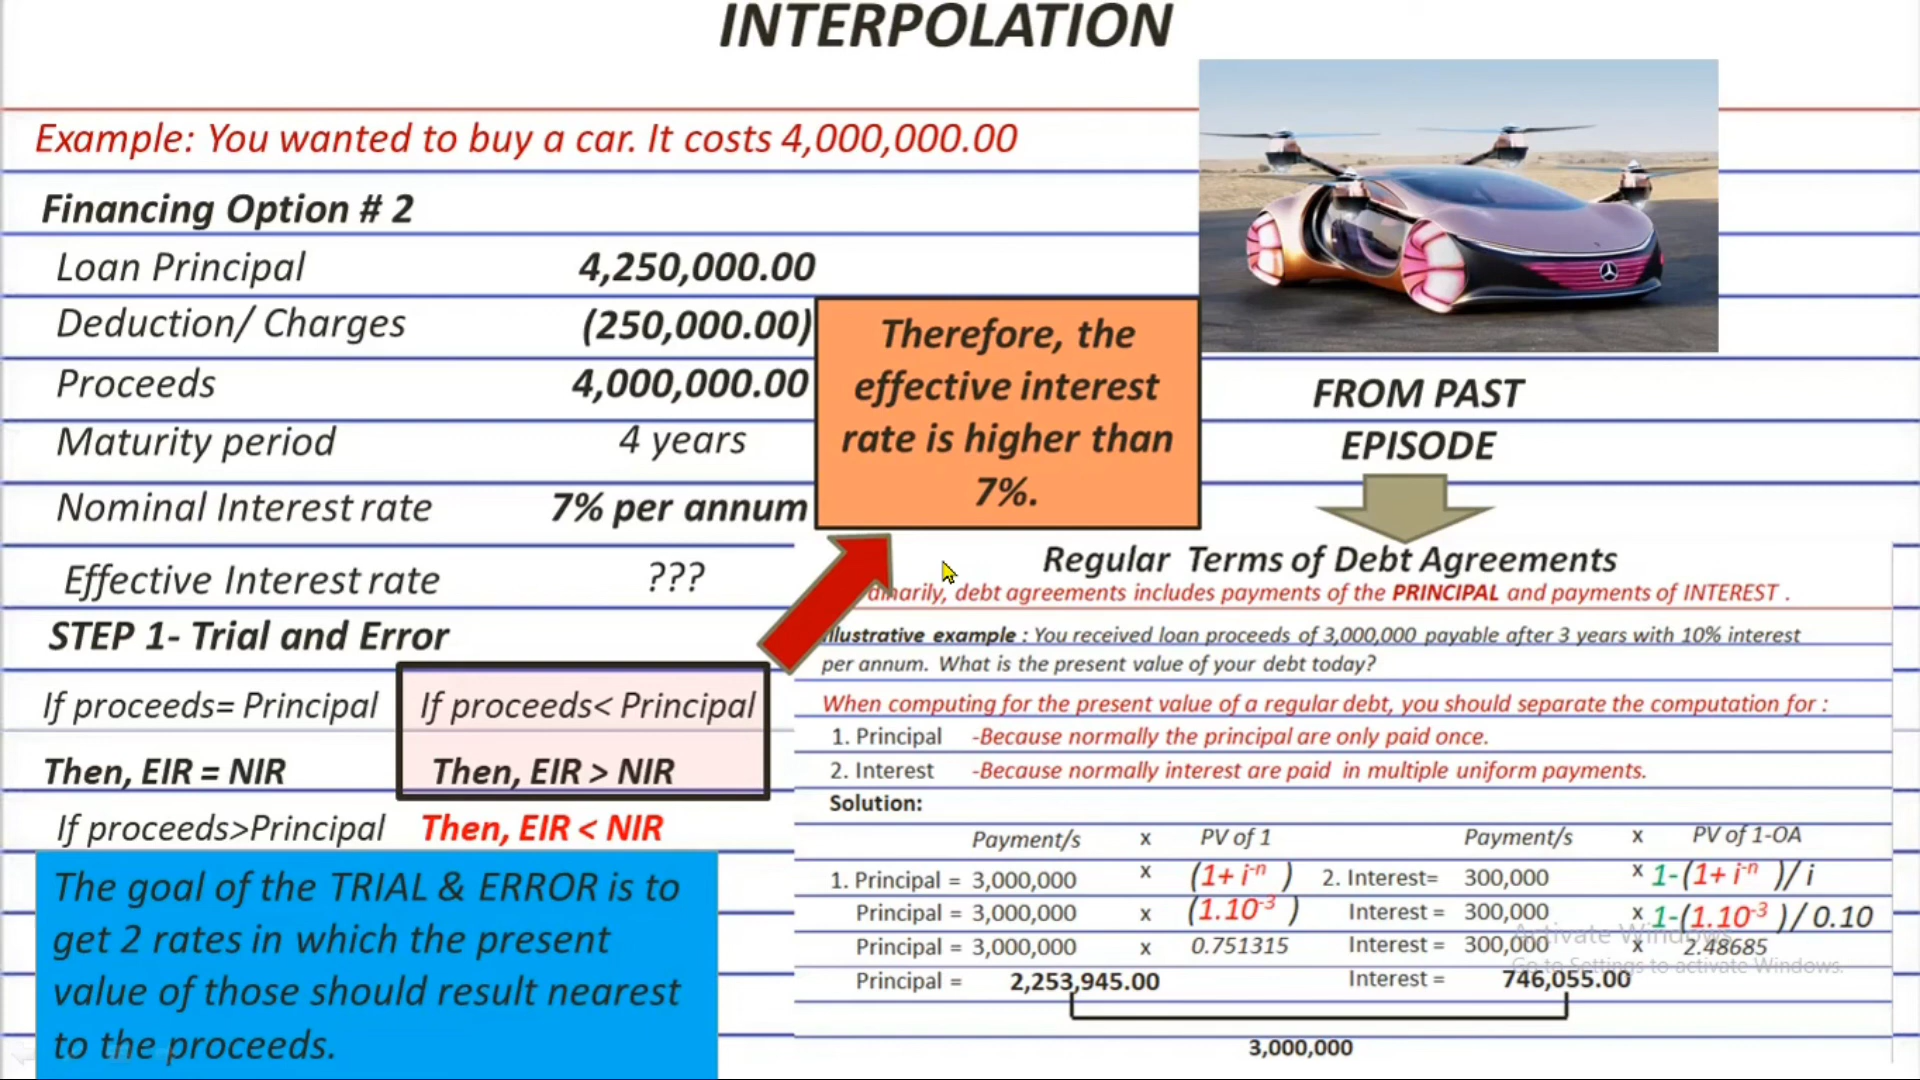 INTERPOLATION
Example: You wanted to buy a car. It costs 4,000,000.00
Financing Option # 2
Loan Principal 4,250,000.00
Deduction/ Charges (250,000.00)
Proceeds 4,000,000.00
Maturity period 4 years
Nominal Interest rate 7% per annum
Effective Interest rate ???
STEP 1- Trial and Error
If proceeds= Principal If proceeds< Principal
Then, EIR = NIR Then, EIR > NIR
If proceeds>Principal Then, EIR < NIR
The goal of the TRIAL & ERROR is to
get 2 rates in which the present
value of those should result nearest
to the proceeds.
Therefore, the
effective interest
rate is higher than
7%.
FROM PAST
EPISODE
Regular Terms of Debt Agreements
debt agreements includes payments of the PRINCIPAL and payments of INTEREST .
Illustrative example : You received loan proceeds of 3,000,000 payable after 3 years with 10% interest
per annum. What is the present value of your debt today?
When computing for the present value of a regular debt, you should separate the computation for :
1. Principal -Because normally the principal are only paid once.
2. Interest -Because normally interest are paid in multiple uniform payments.
Solution:
Payment/s x PV of 1 Payment/s x PV of 1-OA
1. Principal = 3,000,000 x (1+ i⁻ⁿ ) 2. Interest= 300,000 x 1-(1+ i⁻ⁿ )/ i
Principal = 3,000,000 x (1.10⁻³ ) Interest = 300,000 x 1-(1.10⁻³ )/ 0.10
Principal = 3,000,000 x 0.751315 Interest = 300,000 x 2.48685
Principal = 2,253,945.00 Interest = 746,055.00
3,000,000
Activate Windows
Go to Settings to activate Windows.